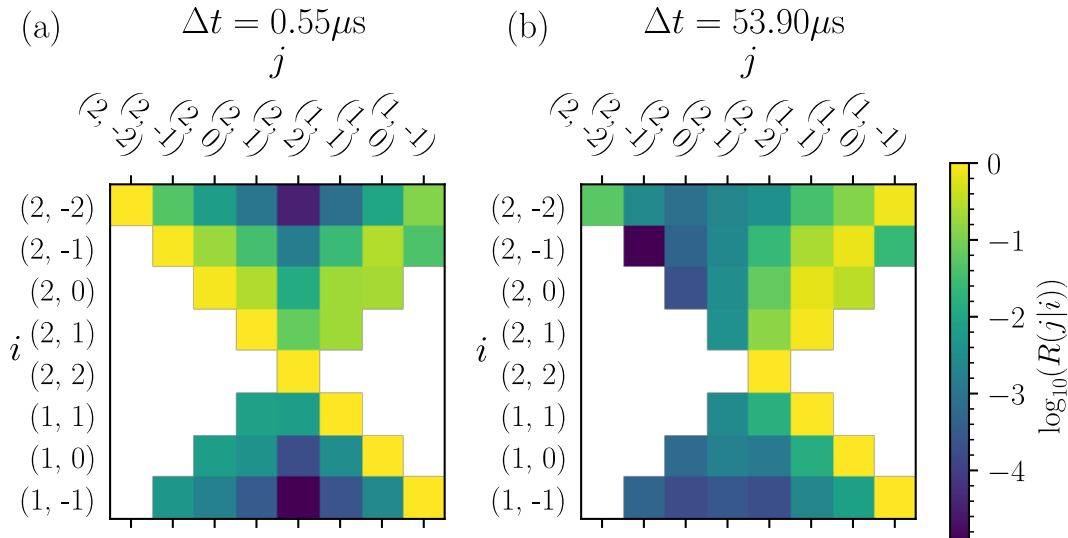 (a) Δt = 0.55μs
j
(2, -2) (2, -1) (2, 0) (2, 1) (2, 2) (1, 1) (1, 0) (1, -1)
(2, -2)
(2, -1)
(2, 0)
(2, 1)
i
(2, 2)
(1, 1)
(1, 0)
(1, -1)
(b) Δt = 53.90μs
j
(2, -2) (2, -1) (2, 0) (2, 1) (2, 2) (1, 1) (1, 0) (1, -1)
(2, -2)
(2, -1)
(2, 0)
(2, 1)
i
(2, 2)
(1, 1)
(1, 0)
(1, -1)
0
−1
−2
−3
−4
log₁₀(R(j|i))